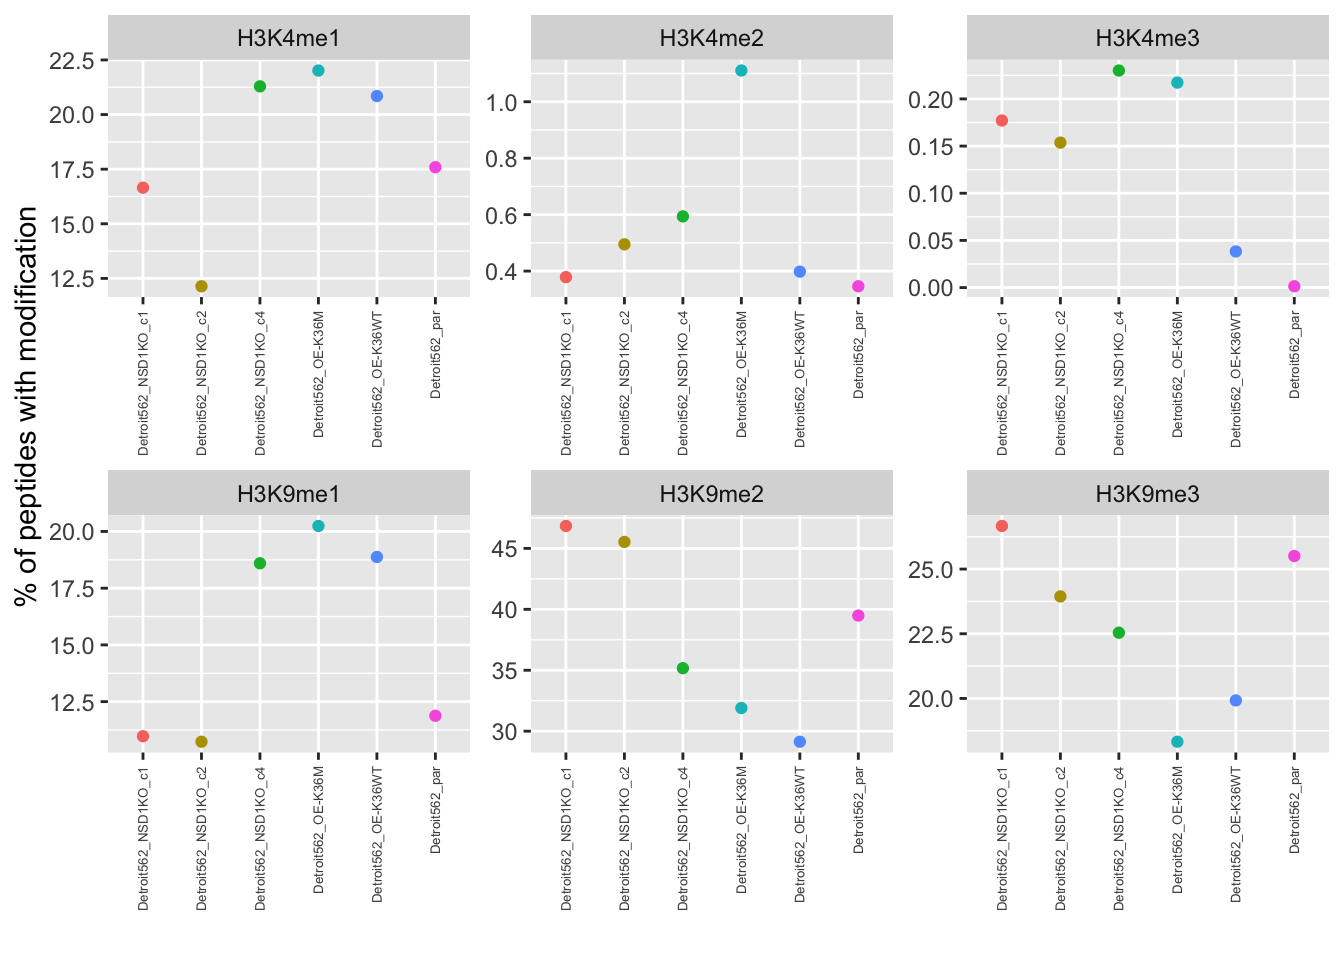 H3K4me1
H3K4me2
H3K4me3
22.5
20.0
17.5
15.0
12.5
1.0
0.8
0.6
0.4
0.20
0.15
0.10
0.05
0.00
Detroit562_NSD1KO_c1
Detroit562_NSD1KO_c2
Detroit562_NSD1KO_c4
Detroit562_OE-K36M
Detroit562_OE-K36WT
Detroit562_par
Detroit562_NSD1KO_c1
Detroit562_NSD1KO_c2
Detroit562_NSD1KO_c4
Detroit562_OE-K36M
Detroit562_OE-K36WT
Detroit562_par
Detroit562_NSD1KO_c1
Detroit562_NSD1KO_c2
Detroit562_NSD1KO_c4
Detroit562_OE-K36M
Detroit562_OE-K36WT
Detroit562_par
% of peptides with modification
H3K9me1
H3K9me2
H3K9me3
20.0
17.5
15.0
12.5
45
40
35
30
25.0
22.5
20.0
Detroit562_NSD1KO_c1
Detroit562_NSD1KO_c2
Detroit562_NSD1KO_c4
Detroit562_OE-K36M
Detroit562_OE-K36WT
Detroit562_par
Detroit562_NSD1KO_c1
Detroit562_NSD1KO_c2
Detroit562_NSD1KO_c4
Detroit562_OE-K36M
Detroit562_OE-K36WT
Detroit562_par
Detroit562_NSD1KO_c1
Detroit562_NSD1KO_c2
Detroit562_NSD1KO_c4
Detroit562_OE-K36M
Detroit562_OE-K36WT
Detroit562_par